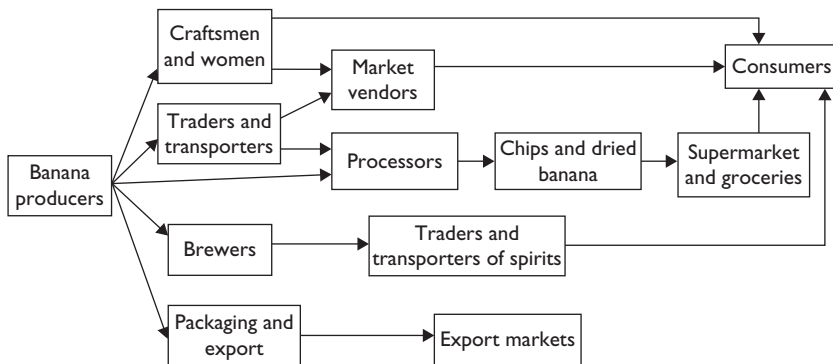 Craftsmen
and women
Market
vendors
Consumers
Traders and
transporters
Processors
Chips and dried
banana
Supermarket
and groceries
Banana
producers
Brewers
Traders and
transporters of spirits
Packaging and
export
Export markets